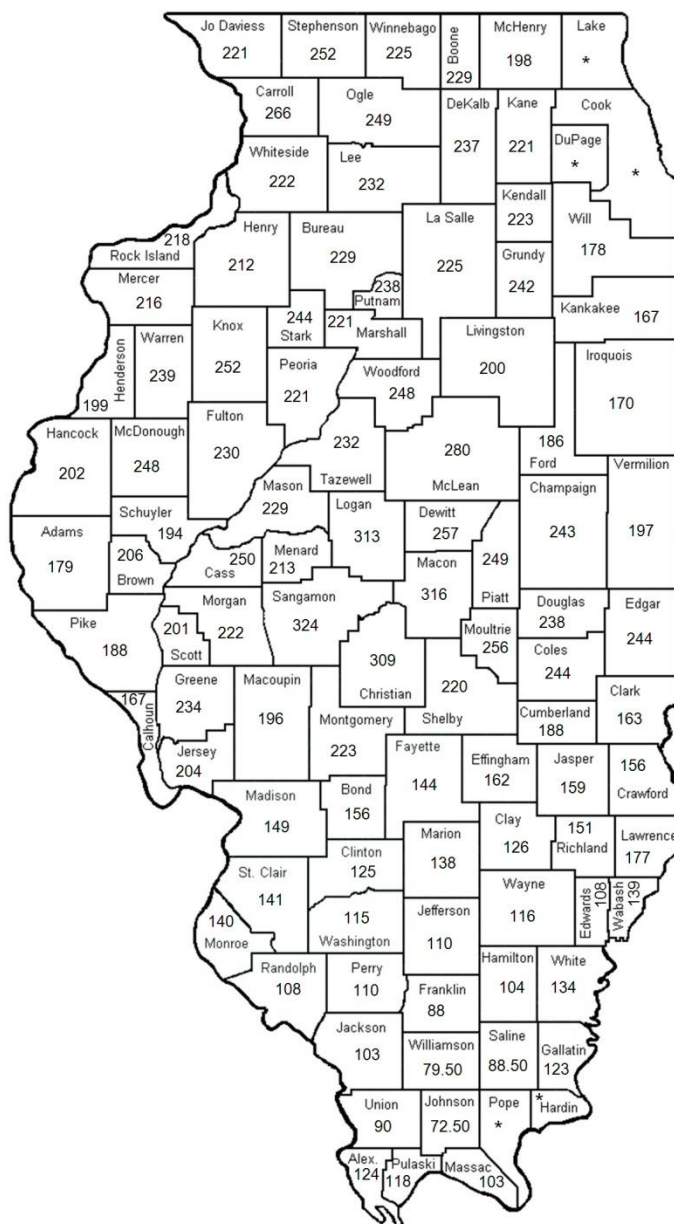 Jo Daviess
221
Stephenson
252
Winnebago
225
Boone
229
McHenry
198
Lake
*
Carroll
266
Ogle
249
DeKalb
237
Kane
221
Cook
*
DuPage
*
Whiteside
222
Lee
232
Kendall
223
Will
178
Rock Island
218
Henry
212
Bureau
229
La Salle
225
Grundy
242
Mercer
216
238
Putnam
Kankakee
167
244
Stark
221
Marshall
Livingston
200
Henderson
199
Warren
239
Knox
252
Peoria
221
Woodford
248
Iroquois
170
Hancock
202
McDonough
248
Fulton
230
232
Tazewell
280
McLean
186
Ford
Vermilion
197
Mason
229
Logan
313
Dewitt
257
Champaign
243
Schuyler
194
Adams
179
206
Brown
250
Cass
Menard
213
Macon
316
249
Piatt
Douglas
238
Edgar
244
Pike
188
201
Scott
Morgan
222
Sangamon
324
309
Christian
Moultrie
256
Coles
244
220
Shelby
167
Calhoun
Greene
234
Macoupin
196
Montgomery
223
Cumberland
188
Clark
163
Jersey
204
Fayette
144
Effingham
162
Jasper
159
156
Crawford
Madison
149
Bond
156
Marion
138
Clay
126
151
Richland
Lawrence
177
Clinton
125
St. Clair
141
Wayne
116
Edwards
108
Wabash
139
140
Monroe
115
Washington
Jefferson
110
Randolph
108
Perry
110
Franklin
88
Hamilton
104
White
134
Jackson
103
Williamson
79.50
Saline
88.50
Gallatin
123
Union
90
Johnson
72.50
Pope
*
*
Hardin
Alex.
124
Pulaski
118
Massac
103